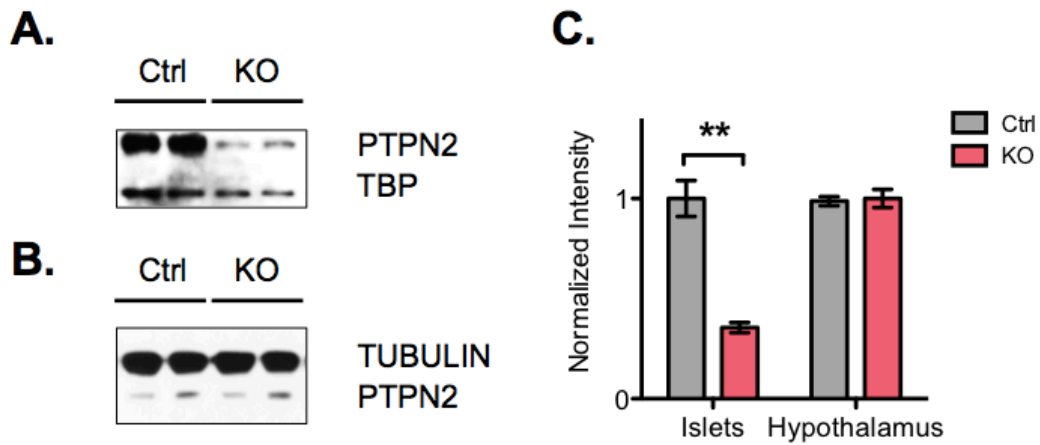 A.
Ctrl KO
PTPN2
TBP
B.
Ctrl KO
TUBULIN
PTPN2
C.
Ctrl
KO
**
Normalized Intensity
1
0
Islets Hypothalamus